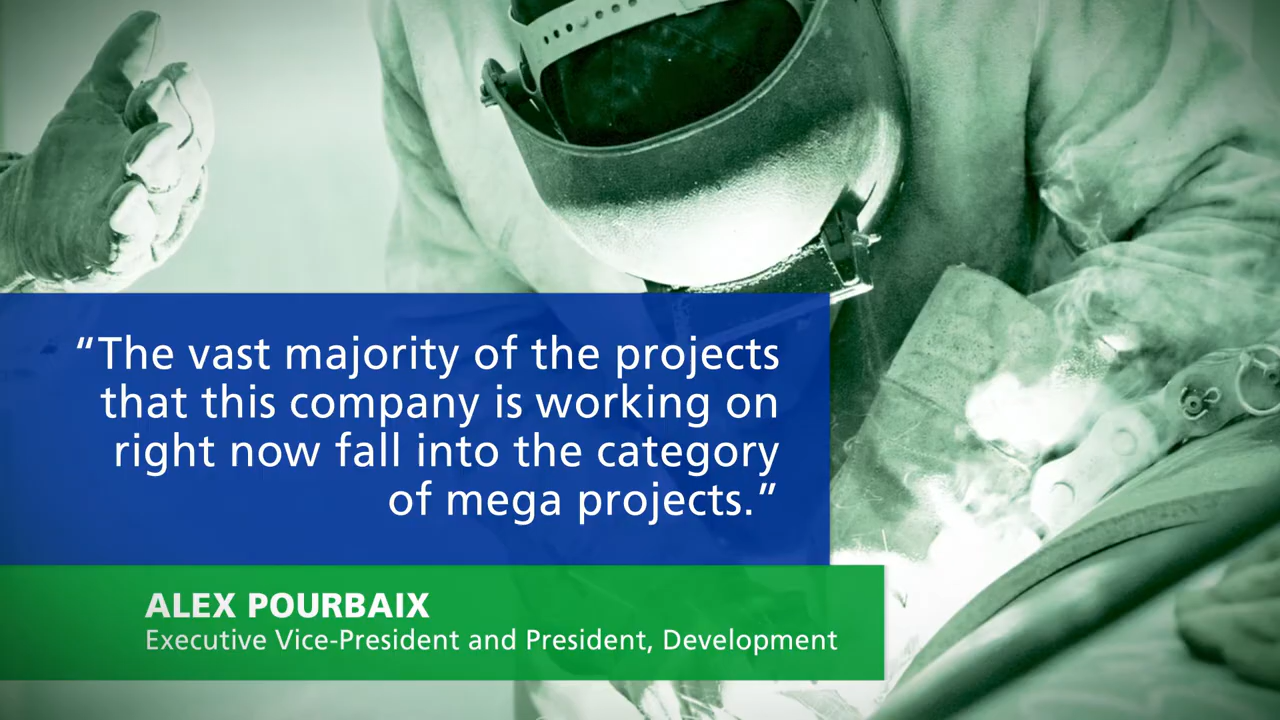 “The vast majority of the projects
that this company is working on
right now fall into the category
of mega projects.”
ALEX POURBAIX
Executive Vice-President and President, Development